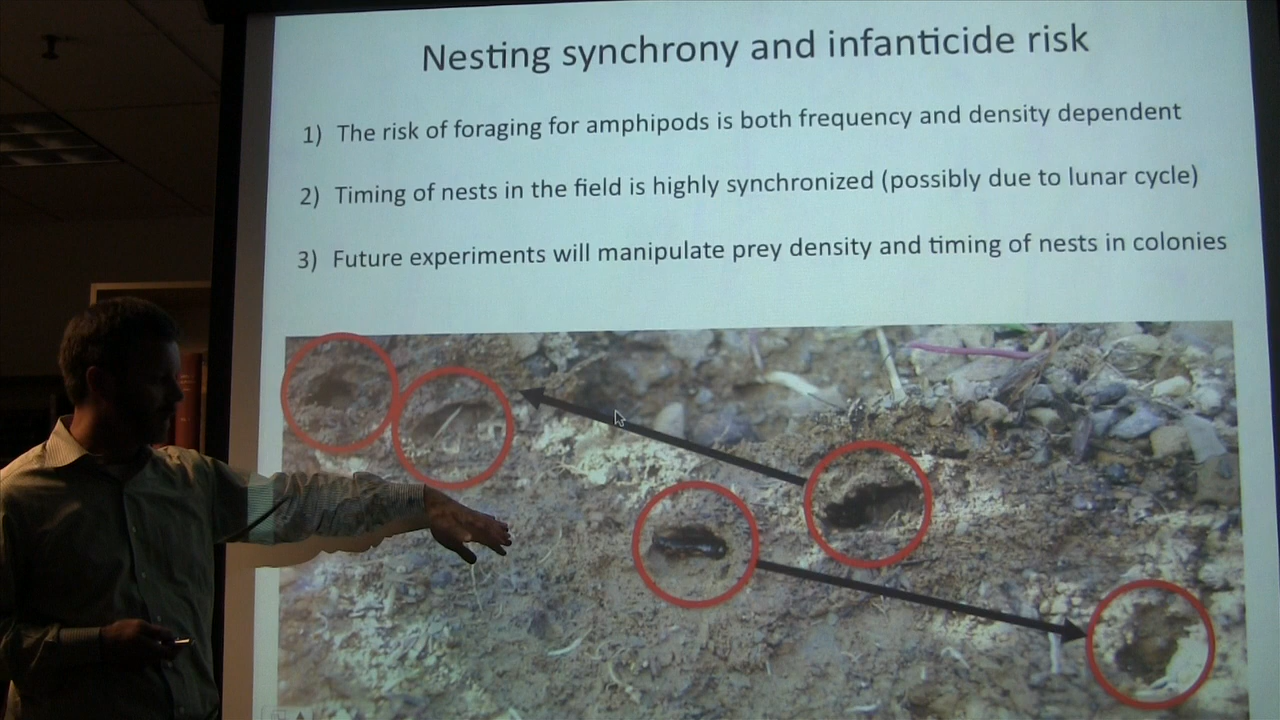 Nesting synchrony and infanticide risk
1) The risk of foraging for amphipods is both frequency and density dependent
2) Timing of nests in the field is highly synchronized (possibly due to lunar cycle)
3) Future experiments will manipulate prey density and timing of nests in colonies